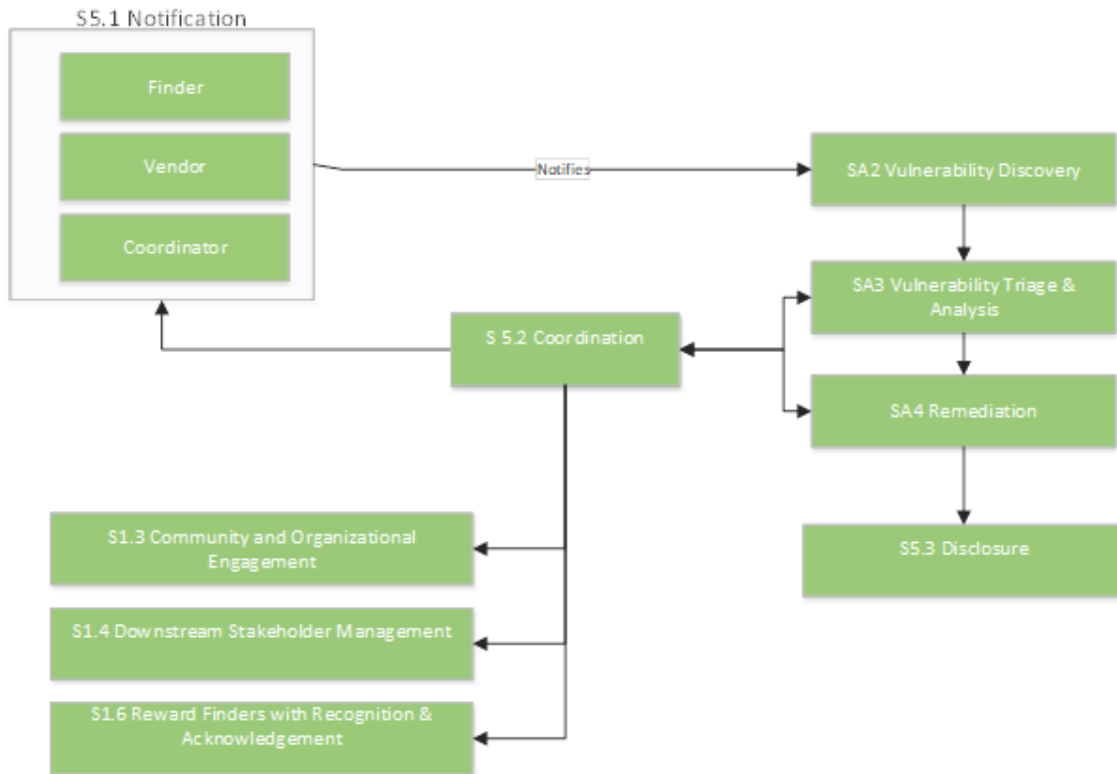 S5.1 Notification
Finder
Vendor
Coordinator
Notifies
SA2 Vulnerability Discovery
SA3 Vulnerability Triage &
Analysis
S 5.2 Coordination
SA4 Remediation
S5.3 Disclosure
S1.3 Community and Organizational
Engagement
S1.4 Downstream Stakeholder Management
S1.6 Reward Finders with Recognition &
Acknowledgement